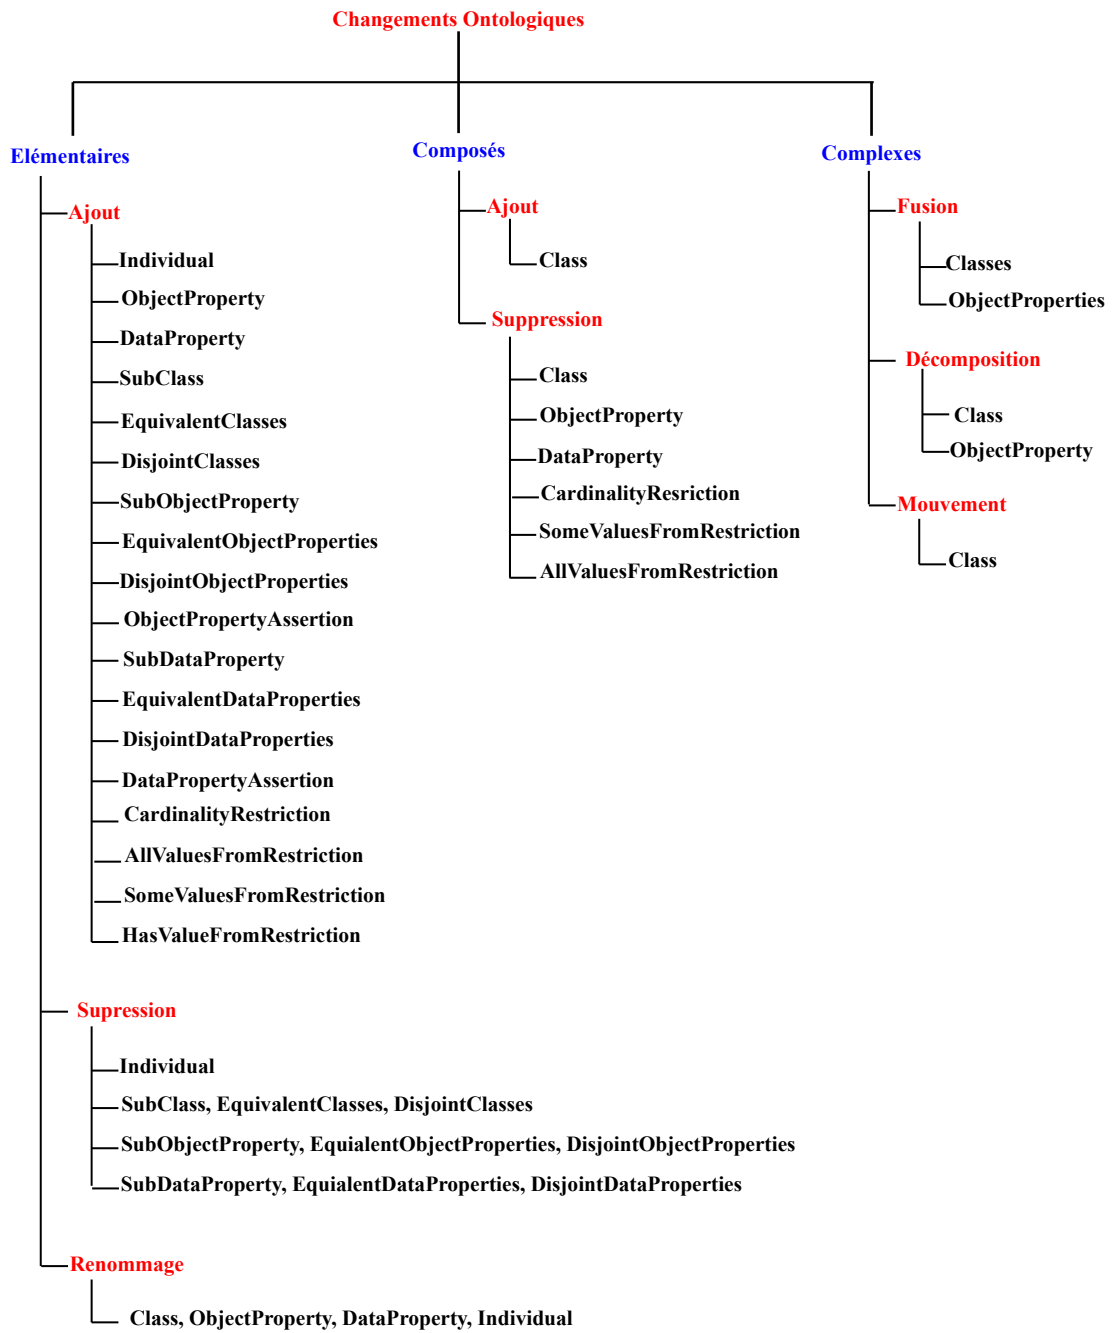 Changements Ontologiques
Elémentaires
Ajout
Individual
ObjectProperty
DataProperty
SubClass
EquivalentClasses
DisjointClasses
SubObjectProperty
EquivalentObjectProperties
DisjointObjectProperties
ObjectPropertyAssertion
SubDataProperty
EquivalentDataProperties
DisjointDataProperties
DataPropertyAssertion
CardinalityRestriction
AllValuesFromRestriction
SomeValuesFromRestriction
HasValueFromRestriction
Supression
Individual
SubClass, EquivalentClasses, DisjointClasses
SubObjectProperty, EquialentObjectProperties, DisjointObjectProperties
SubDataProperty, EquialentDataProperties, DisjointDataProperties
Renommage
Class, ObjectProperty, DataProperty, Individual
Composés
Ajout
Class
Suppression
Class
ObjectProperty
DataProperty
CardinalityResriction
SomeValuesFromRestriction
AllValuesFromRestriction
Complexes
Fusion
Classes
ObjectProperties
Décomposition
Class
ObjectProperty
Mouvement
Class